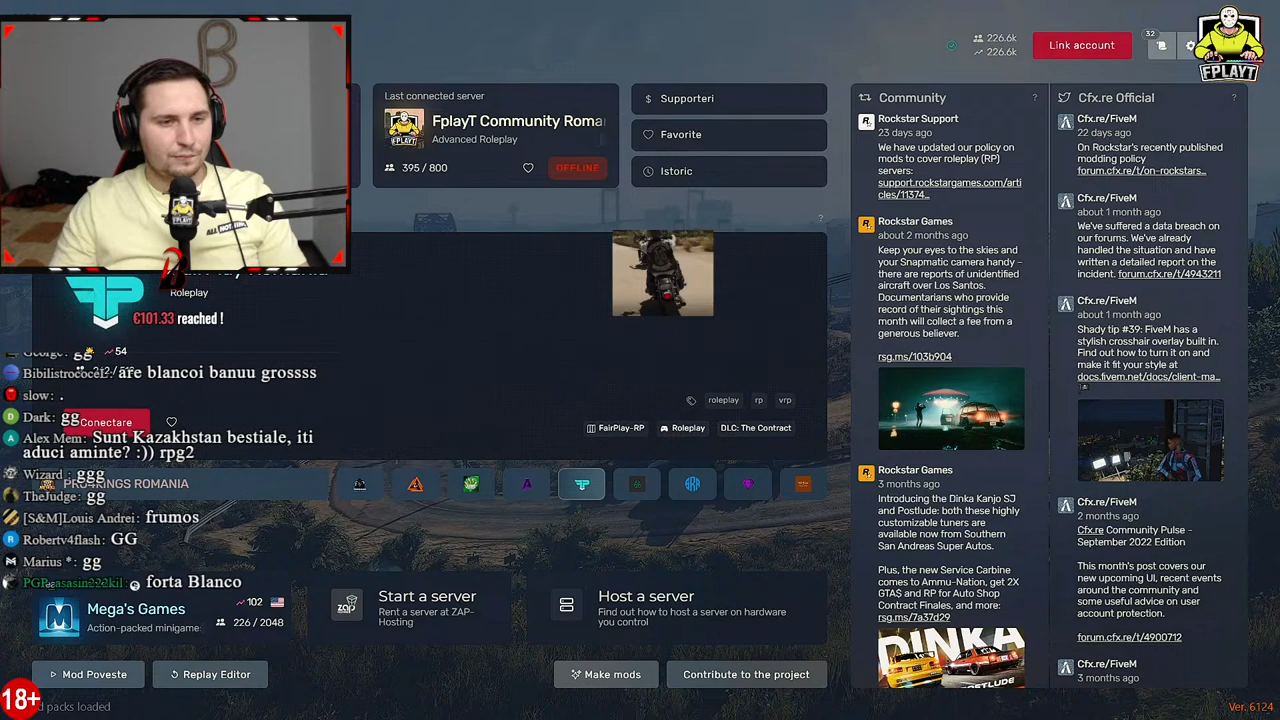 226.6k
226.6k
Link account
32
FPLAYT
Last connected server
FplayT Community Roma
Advanced Roleplay
395 / 800
OFFLINE
$ Supporteri
Favorite
Istoric
ALL NOTHING
Roleplay
€101.33 reached !
54
Bibilistrococel: are blancoi banuu grossss
slow: .
Dark: gg
Conectare
Alex Mem: Sunt Kazakhstan bestiale, iti
aduci aminte? :)) rpg2
Wizard: ggg
ROMANIA
TheJudge: gg
[S&M]Louis Andrei: frumos
Robertv4flash: GG
Marius *: gg
forta Blanco
roleplay
rp
vrp
FairPlay-RP
Roleplay
DLC: The Contract
Mega's Games
Action-packed minigame
102
226 / 2048
ZAP
Start a server
Rent a server at ZAP-
Hosting
Host a server
Find out how to host a server on hardware
you control
Mod Poveste
Replay Editor
Make mods
Contribute to the project
18+
d packs loaded
Community
?
Rockstar Support
23 days ago
We have updated our policy on
mods to cover roleplay (RP)
servers:
support.rockstargames.com/arti
cles/11374…
Rockstar Games
about 2 months ago
Keep your eyes to the skies and
your Snapmatic camera handy –
there are reports of unidentified
aircraft over Los Santos.
Documentarians who provide
record of their sightings this
month will collect a fee from a
generous believer.
rsg.ms/103b904
Rockstar Games
3 months ago
Introducing the Dinka Kanjo SJ
and Postlude: both these highly
customizable tuners are
available now from Southern
San Andreas Super Autos.
Plus, the new Service Carbine
comes to Ammu-Nation, get 2X
GTA$ and RP for Auto Shop
Contract Finales, and more:
rsg.ms/7a37d29
DINKA
POSTLUDE
Cfx.re Official
?
Cfx.re/FiveM
22 days ago
On Rockstar's recently published
modding policy
forum.cfx.re/t/on-rockstars…
Cfx.re/FiveM
about 1 month ago
We've suffered a data breach on
our forums. We've already
handled the situation and have
written a detailed report on the
incident. forum.cfx.re/t/4943211
Cfx.re/FiveM
about 1 month ago
Shady tip #39: FiveM has a
stylish crosshair overlay built in.
Find out how to turn it on and
make it fit your style at
docs.fivem.net/docs/client-ma…
Cfx.re/FiveM
2 months ago
Cfx.re Community Pulse –
September 2022 Edition
This month's post covers our
new upcoming UI, recent events
around the community and
some useful advice on user
account protection.
forum.cfx.re/t/4900712
Cfx.re/FiveM
3 months ago
Ver. 6124